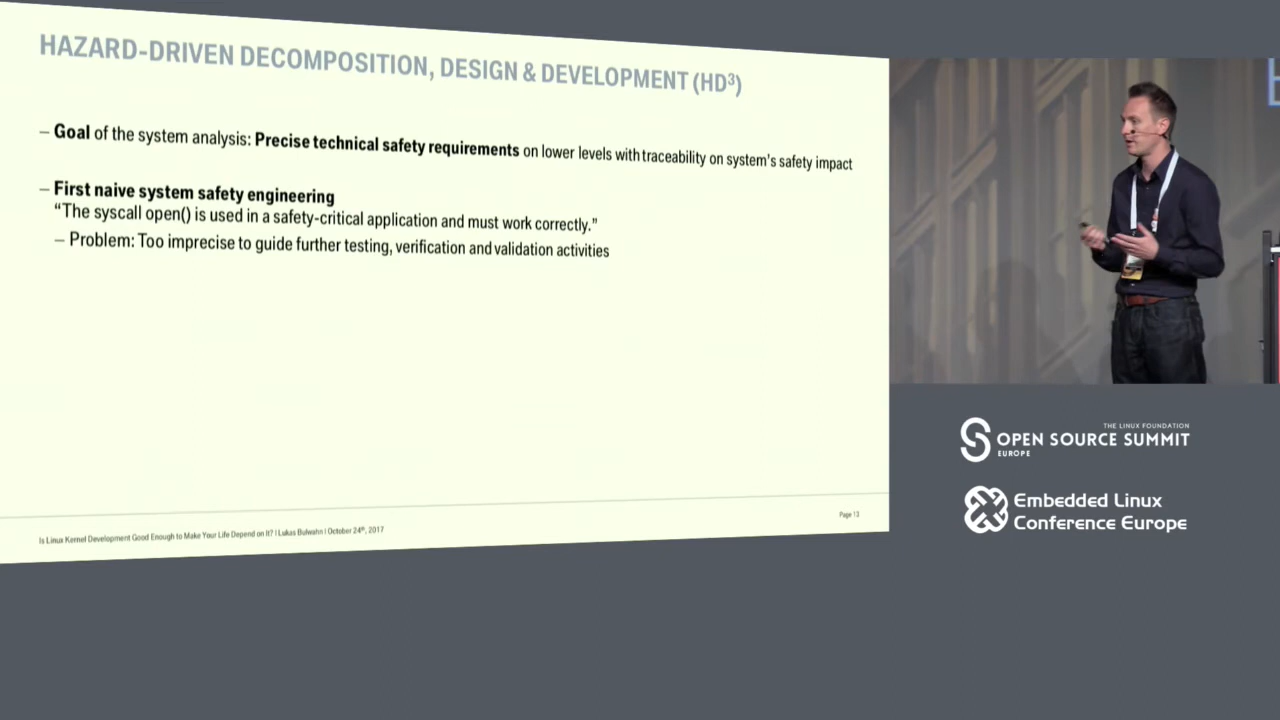 HAZARD-DRIVEN DECOMPOSITION, DESIGN & DEVELOPMENT (HD³)
– Goal of the system analysis: Precise technical safety requirements on lower levels with traceability on system's safety impact
– First naive system safety engineering
“The syscall open() is used in a safety-critical application and must work correctly.”
– Problem: Too imprecise to guide further testing, verification and validation activities
Is Linux Kernel Development Good Enough to Make Your Life Depend on It? | Lukas Bulwahn | October 24th, 2017
Page 13
THE LINUX FOUNDATION
OPEN SOURCE SUMMIT
EUROPE
Embedded Linux
Conference Europe